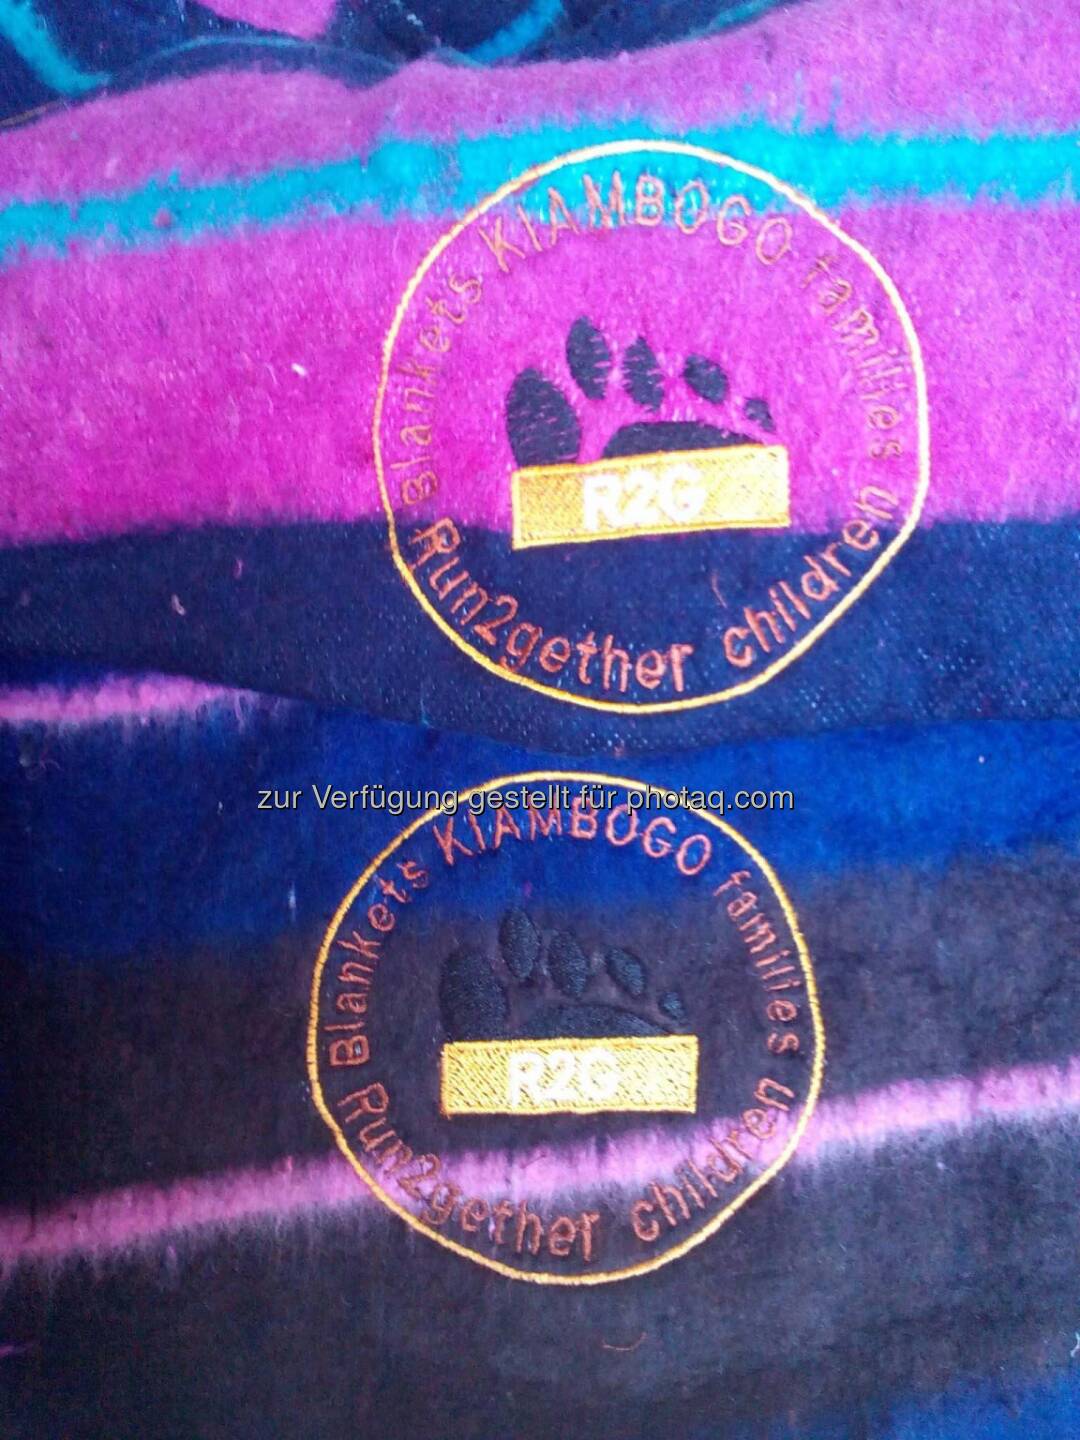 Blankets KIAMBOGO families
R2G
Run2gether children
zur Verfügung gestellt für photaq.com
Blankets KIAMBOGO families
R2G
Run2gether children